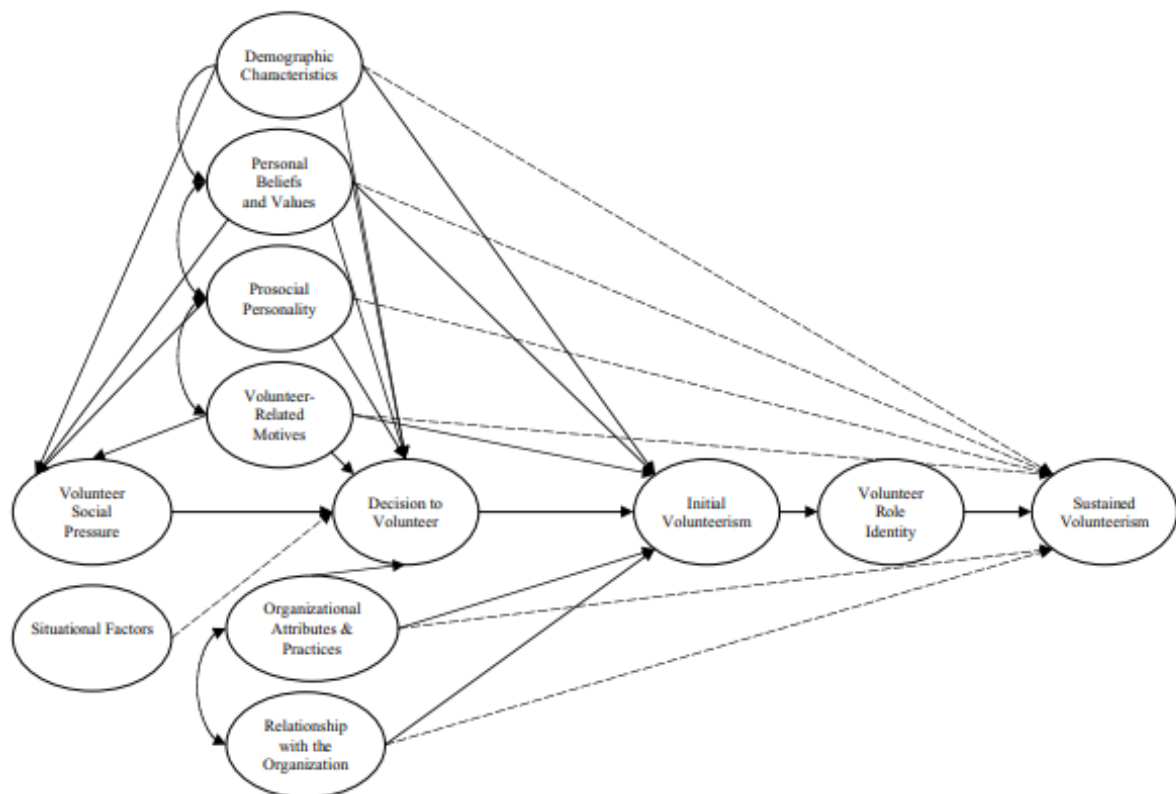 Demographic
Characteristics
Personal
Beliefs
and Values
Prosocial
Personality
Volunteer-
Related
Motives
Volunteer
Social
Pressure
Decision to
Volunteer
Initial
Volunteerism
Volunteer
Role
Identity
Sustained
Volunteerism
Situational Factors
Organizational
Attributes &
Practices
Relationship
with the
Organization